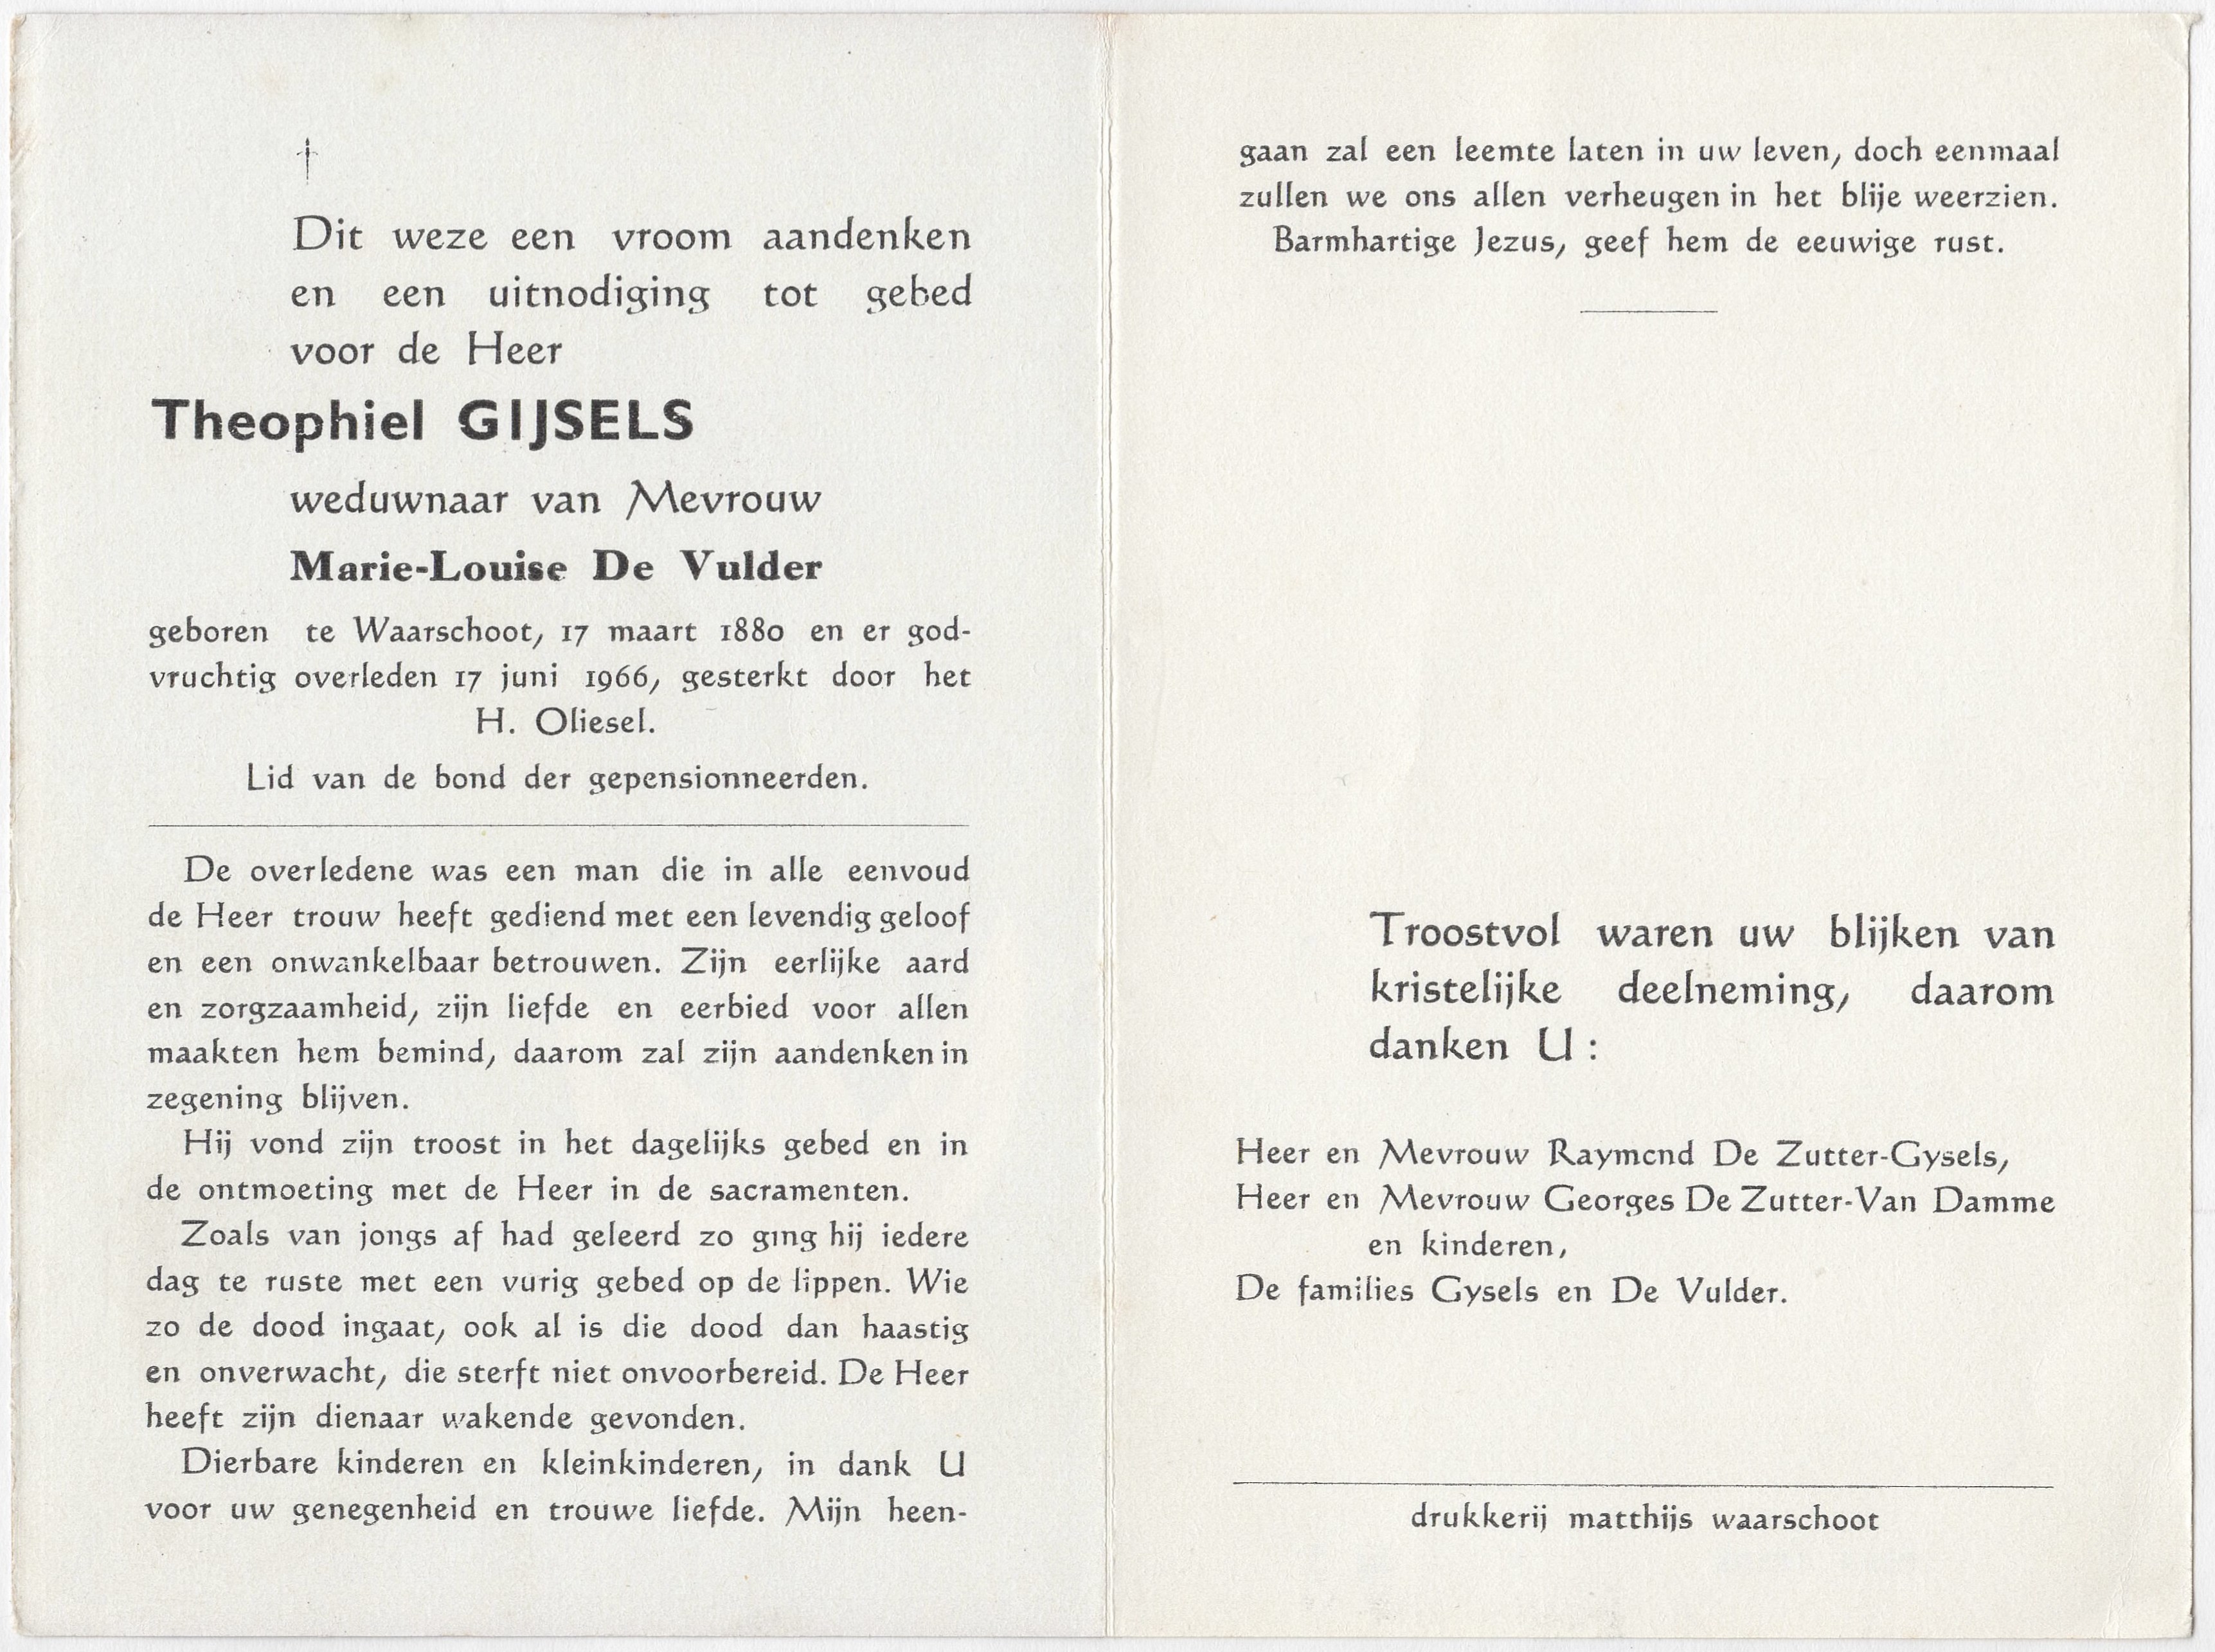 †
Dit weze een vroom aandenken
en een uitnodiging tot gebed
voor de Heer
Theophiel GIJSELS
weduwnaar van Mevrouw
Marie-Louise De Vulder
geboren te Waarschoot, 17 maart 1880 en er god-
vruchtig overleden 17 juni 1966, gesterkt door het
H. Oliesel.
Lid van de bond der gepensionneerden.
De overledene was een man die in alle eenvoud
de Heer trouw heeft gediend met een levendig geloof
en een onwankelbaar betrouwen. Zijn eerlijke aard
en zorgzaamheid, zijn liefde en eerbied voor allen
maakten hem bemind, daarom zal zijn aandenken in
zegening blijven.
Hij vond zijn troost in het dagelijks gebed en in
de ontmoeting met de Heer in de sacramenten.
Zoals van jongs af had geleerd zo ging hij iedere
dag te ruste met een vurig gebed op de lippen. Wie
zo de dood ingaat, ook al is die dood dan haastig
en onverwacht, die sterft niet onvoorbereid. De Heer
heeft zijn dienaar wakende gevonden.
Dierbare kinderen en kleinkinderen, in dank U
voor uw genegenheid en trouwe liefde. Mijn heen-
gaan zal een leemte laten in uw leven, doch eenmaal
zullen we ons allen verheugen in het blije weerzien.
Barmhartige Jezus, geef hem de eeuwige rust.
Troostvol waren uw blijken van
kristelijke deelneming, daarom
danken U :
Heer en Mevrouw Raymond De Zutter-Gysels,
Heer en Mevrouw Georges De Zutter-Van Damme
en kinderen,
De families Gysels en De Vulder.
drukkerij matthijs waarschoot